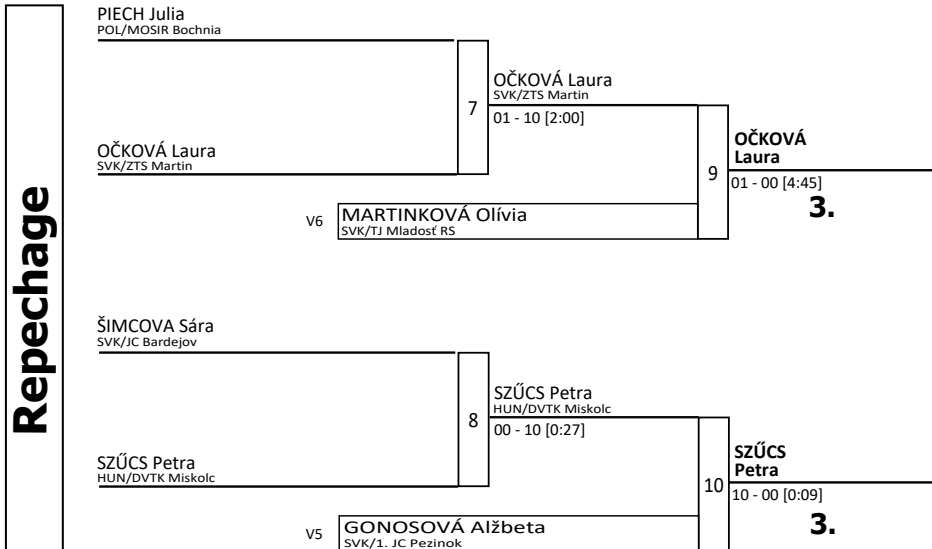 Repechage
PIECH Julia
POL/MOSIR Bochnia
7
OČKOVÁ Laura
SVK/ZTS Martin
01 - 10 [2:00]
OČKOVÁ Laura
SVK/ZTS Martin
9
OČKOVÁ
Laura
01 - 00 [4:45]
3.
V6
MARTINKOVÁ Olívia
SVK/TJ Mladosť RS
ŠIMCOVA Sára
SVK/JC Bardejov
8
SZŰCS Petra
HUN/DVTK Miskolc
00 - 10 [0:27]
SZŰCS Petra
HUN/DVTK Miskolc
10
SZŰCS
Petra
10 - 00 [0:09]
3.
V5
GONOSOVÁ Alžbeta
SVK/1. JC Pezinok